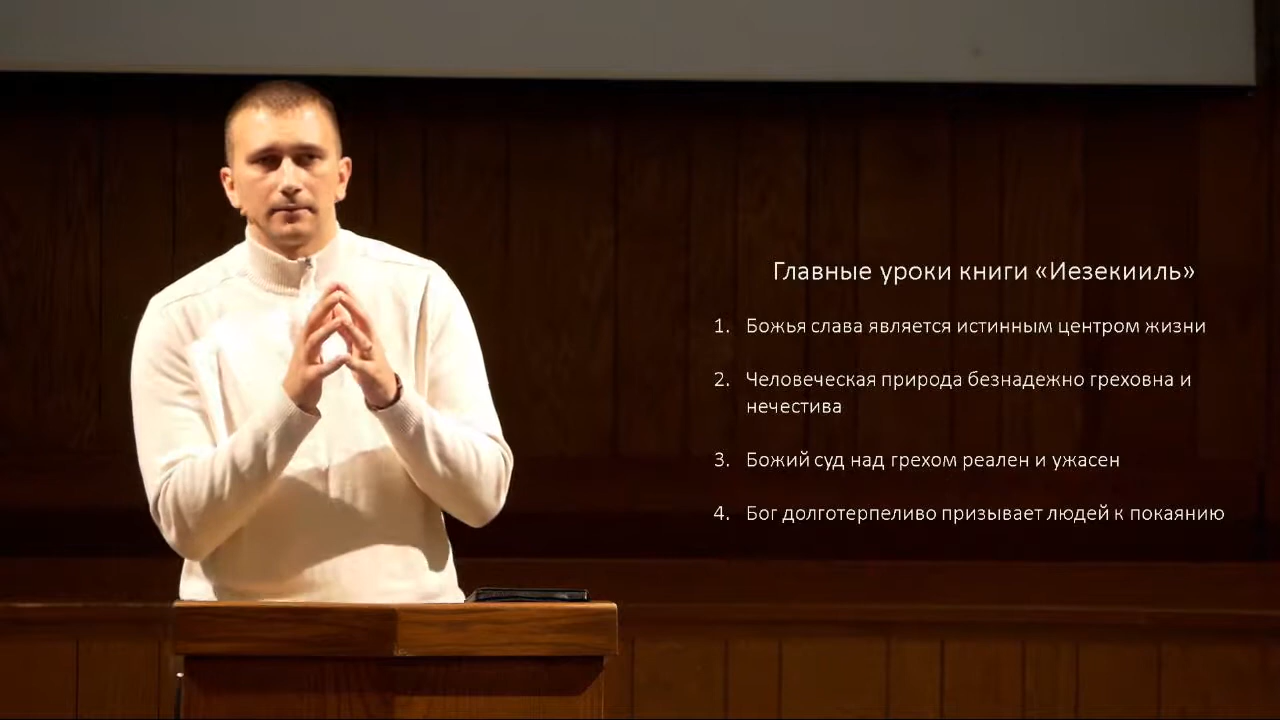 Главные уроки книги «Иезекииль»
1. Божья слава является истинным центром жизни
2. Человеческая природа безнадежно греховна и
нечестива
3. Божий суд над грехом реален и ужасен
4. Бог долготерпеливо призывает людей к покаянию